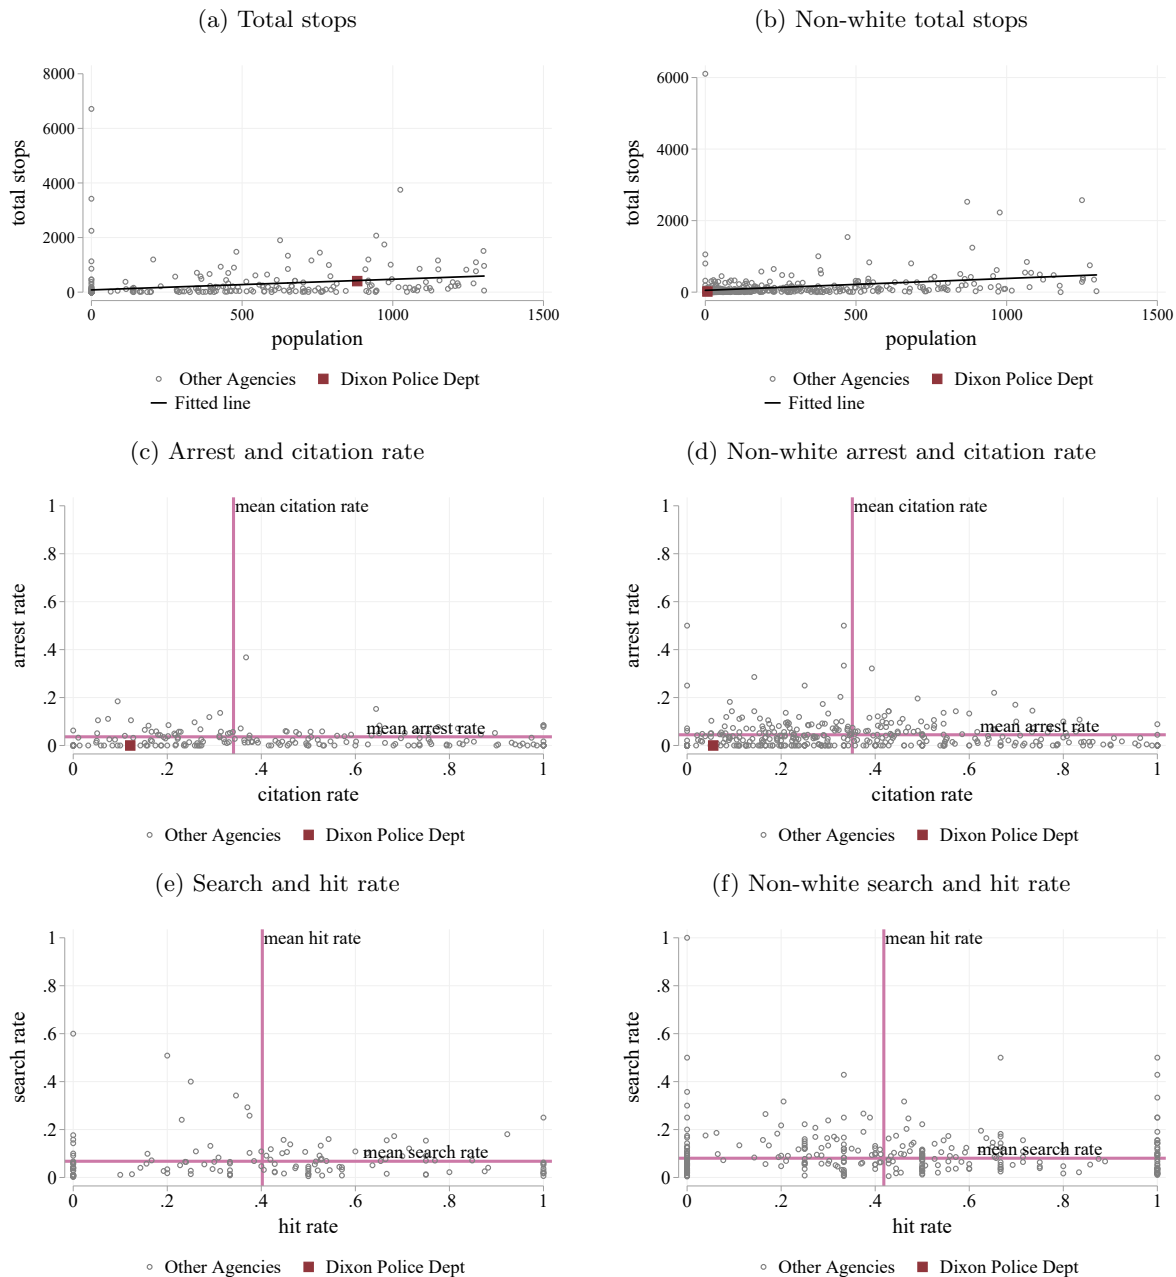 (a) Total stops
8000
6000
4000
2000
0
total stops
0 500 1000 1500
population
Other Agencies Dixon Police Dept
Fitted line
(b) Non-white total stops
6000
4000
2000
0
total stops
0 500 1000 1500
population
Other Agencies Dixon Police Dept
Fitted line
(c) Arrest and citation rate
1
.8
.6
.4
.2
0
arrest rate
mean citation rate
mean arrest rate
0 .2 .4 .6 .8 1
citation rate
Other Agencies Dixon Police Dept
(d) Non-white arrest and citation rate
1
.8
.6
.4
.2
0
arrest rate
mean citation rate
mean arrest rate
0 .2 .4 .6 .8 1
citation rate
Other Agencies Dixon Police Dept
(e) Search and hit rate
1
.8
.6
.4
.2
0
search rate
mean hit rate
mean search rate
0 .2 .4 .6 .8 1
hit rate
Other Agencies Dixon Police Dept
(f) Non-white search and hit rate
1
.8
.6
.4
.2
0
search rate
mean hit rate
mean search rate
0 .2 .4 .6 .8 1
hit rate
Other Agencies Dixon Police Dept